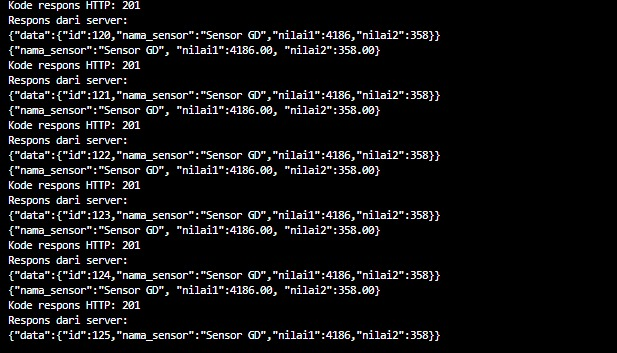 Kode respons HTTP: 201
Respons dari server:
{"data":{"id":120,"nama_sensor":"Sensor GD","nilai1":4186,"nilai2":358}}
{"nama_sensor":"Sensor GD", "nilai1":4186.00, "nilai2":358.00}
Kode respons HTTP: 201
Respons dari server:
{"data":{"id":121,"nama_sensor":"Sensor GD","nilai1":4186,"nilai2":358}}
{"nama_sensor":"Sensor GD", "nilai1":4186.00, "nilai2":358.00}
Kode respons HTTP: 201
Respons dari server:
{"data":{"id":122,"nama_sensor":"Sensor GD","nilai1":4186,"nilai2":358}}
{"nama_sensor":"Sensor GD", "nilai1":4186.00, "nilai2":358.00}
Kode respons HTTP: 201
Respons dari server:
{"data":{"id":123,"nama_sensor":"Sensor GD","nilai1":4186,"nilai2":358}}
{"nama_sensor":"Sensor GD", "nilai1":4186.00, "nilai2":358.00}
Kode respons HTTP: 201
Respons dari server:
{"data":{"id":124,"nama_sensor":"Sensor GD","nilai1":4186,"nilai2":358}}
{"nama_sensor":"Sensor GD", "nilai1":4186.00, "nilai2":358.00}
Kode respons HTTP: 201
Respons dari server:
{"data":{"id":125,"nama_sensor":"Sensor GD","nilai1":4186,"nilai2":358}}